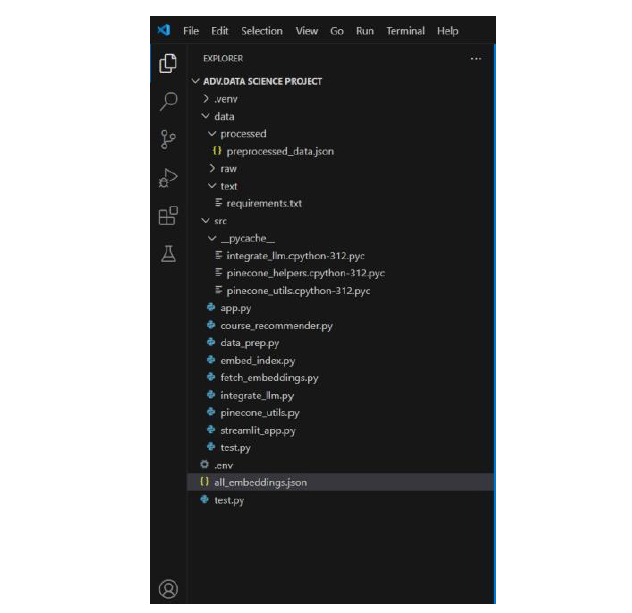 File Edit Selection View Go Run Terminal Help
EXPLORER ...
ADV.DATA SCIENCE PROJECT
.venv
data
processed
{} preprocessed_data.json
raw
text
requirements.txt
src
__pycache__
integrate_llm.cpython-312.pyc
pinecone_helpers.cpython-312.pyc
pinecone_utils.cpython-312.pyc
app.py
course_recommender.py
data_prep.py
embed_index.py
fetch_embeddings.py
integrate_llm.py
pinecone_utils.py
streamlit_app.py
test.py
.env
{} all_embeddings.json
test.py